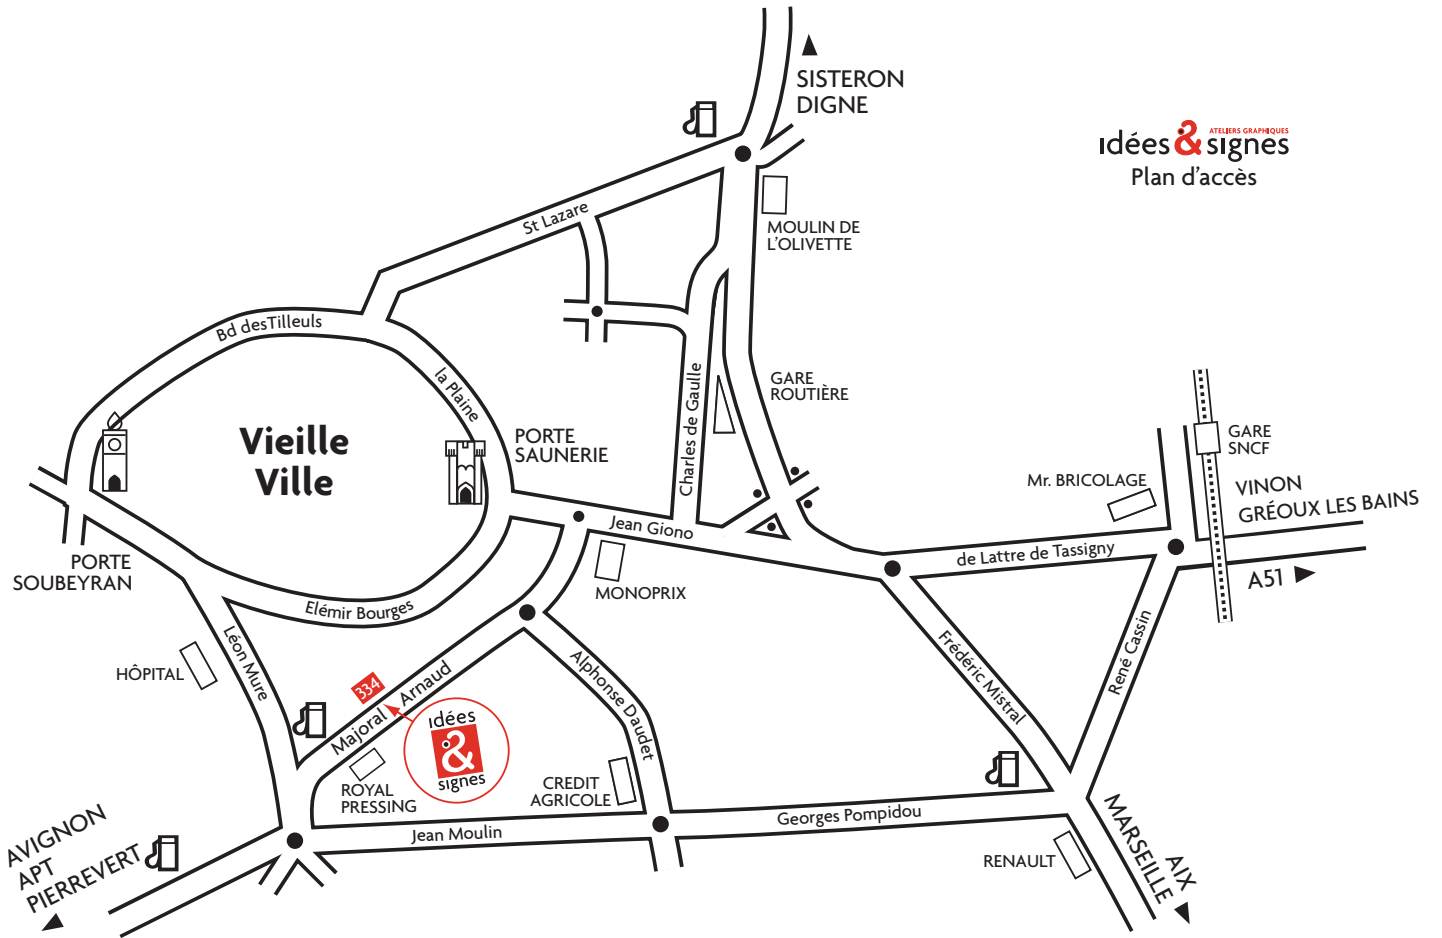 SISTERON
DIGNE
idées & signes
ATELIERS GRAPHIQUES
Plan d'accès
St Lazare
MOULIN DE
L'OLIVETTE
Bd desTilleuls
la Plaine
Charles de Gaulle
GARE
ROUTIÈRE
Vieille
Ville
PORTE
SAUNERIE
GARE
SNCF
Mr. BRICOLAGE
VINON
GRÉOUX LES BAINS
Jean Giono
de Lattre de Tassigny
A51
PORTE
SOUBEYRAN
MONOPRIX
Elémir Bourges
Léon Mure
HÔPITAL
334
Majoral Arnaud
idées
&
signes
Alphonse Daudet
Frédéric Mistral
René Cassin
ROYAL
PRESSING
CREDIT
AGRICOLE
Jean Moulin
Georges Pompidou
RENAULT
AVIGNON
APT
PIERREVERT
AIX
MARSEILLE